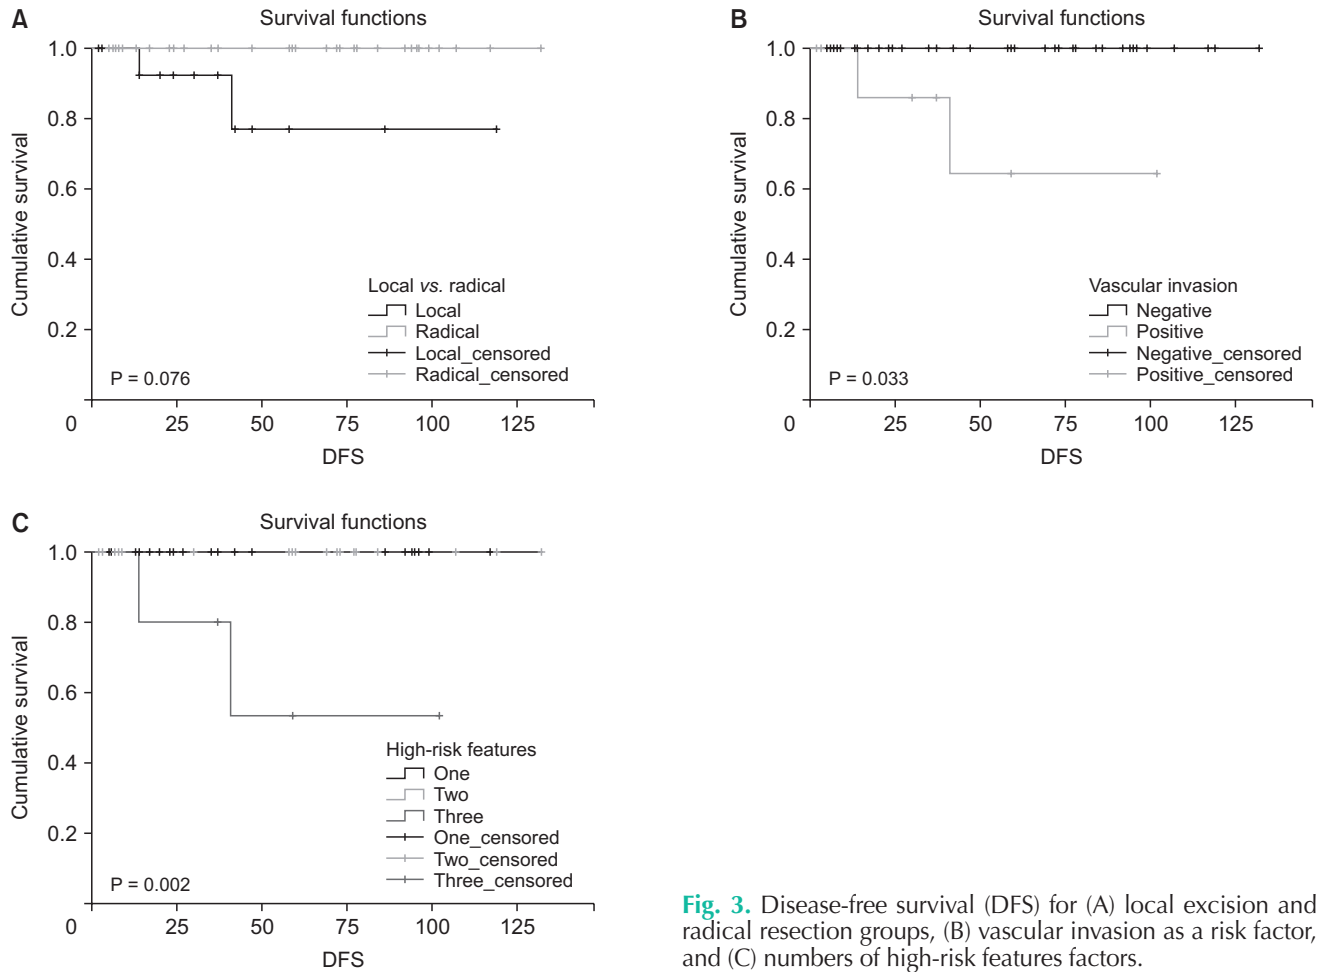 A
Survival functions
1.0
0.8
0.6
0.4
0.2
Cumulative survival
Local vs. radical
Local
Radical
Local_censored
Radical_censored
P = 0.076
0 25 50 75 100 125
DFS
B
Survival functions
1.0
0.8
0.6
0.4
0.2
Cumulative survival
Vascular invasion
Negative
Positive
Negative_censored
Positive_censored
P = 0.033
0 25 50 75 100 125
DFS
C
Survival functions
1.0
0.8
0.6
0.4
0.2
Cumulative survival
High-risk features
One
Two
Three
One_censored
Two_censored
Three_censored
P = 0.002
0 25 50 75 100 125
DFS
Fig. 3. Disease-free survival (DFS) for (A) local excision and
radical resection groups, (B) vascular invasion as a risk factor,
and (C) numbers of high-risk features factors.